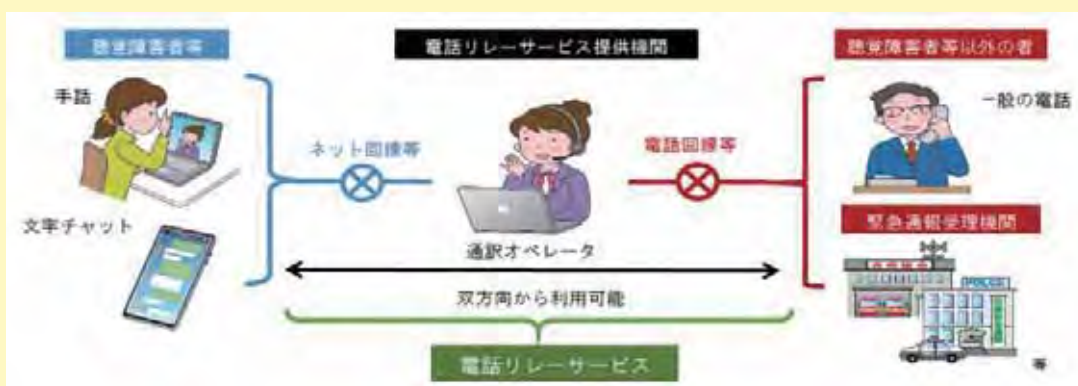 聴覚障害者等
電話リレーサービス提供機関
聴覚障害者等以外の者
手話
一般の電話
ネット回線等
電話回線等
文字チャット
緊急通報受理機関
通訳オペレータ
双方向から利用可能
POLICE
電話リレーサービス
等